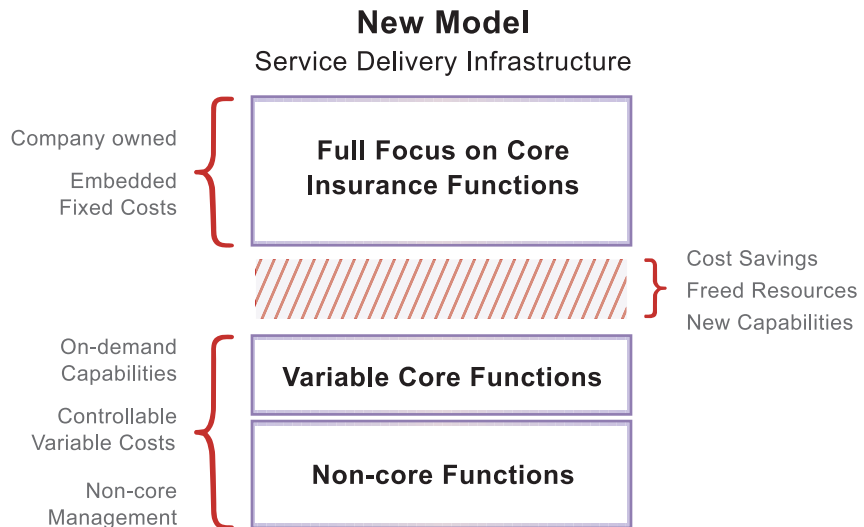 New Model
Service Delivery Infrastructure
Company owned
Embedded
Fixed Costs
Full Focus on Core
Insurance Functions
Cost Savings
Freed Resources
New Capabilities
On-demand
Capabilities
Controllable
Variable Costs
Non-core
Management
Variable Core Functions
Non-core Functions